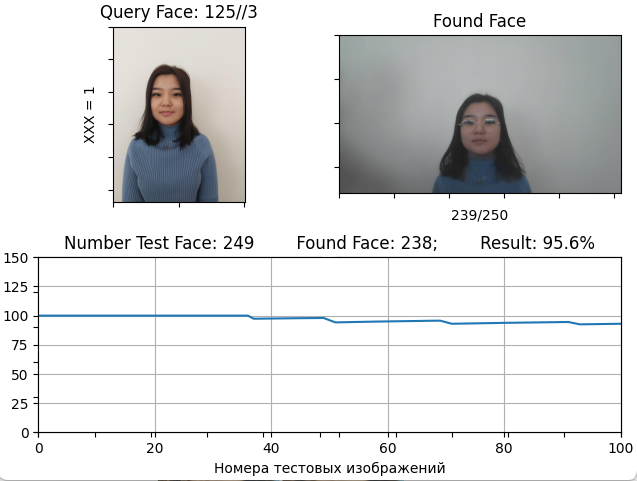 Query Face: 125//3
Found Face
XXX = 1
239/250
Number Test Face: 249 Found Face: 238; Result: 95.6%
150
125
100
75
50
25
0
0 20 40 60 80 100
Номера тестовых изображений